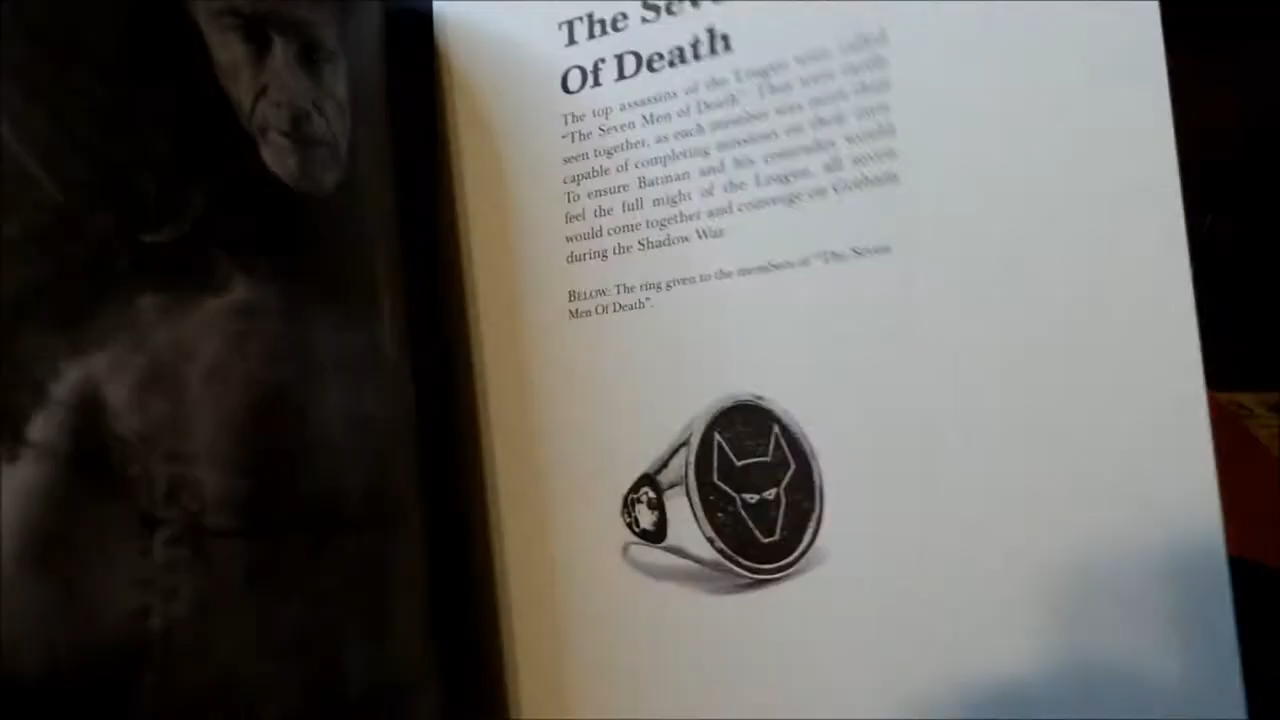 The Seve
Of Death
The top assassins of the League were called
"The Seven Men of Death". They were rarely
seen together, as each member was more than
capable of completing missions on their own.
To ensure Batman and his comrades would
feel the full might of the League, all seven
would come together and converge on Gotham
during the Shadow War
BELOW: The ring given to the members of "The Seven
Men Of Death".